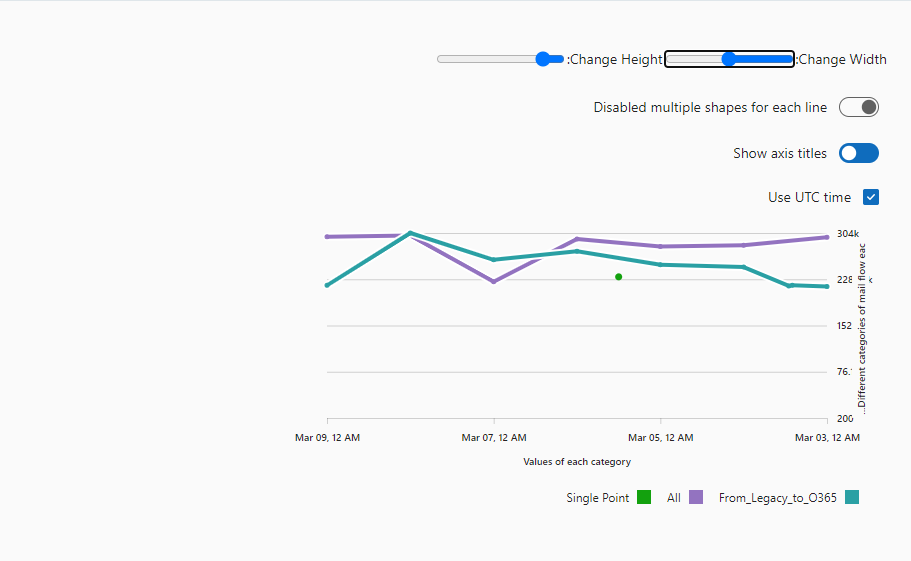 :Change Height :Change Width
Disabled multiple shapes for each line
Show axis titles
Use UTC time
304k
228 k
152
76.
206
...Different categories of mail flow eac
Mar 09, 12 AM Mar 07, 12 AM Mar 05, 12 AM Mar 03, 12 AM
Values of each category
Single Point All From_Legacy_to_O365